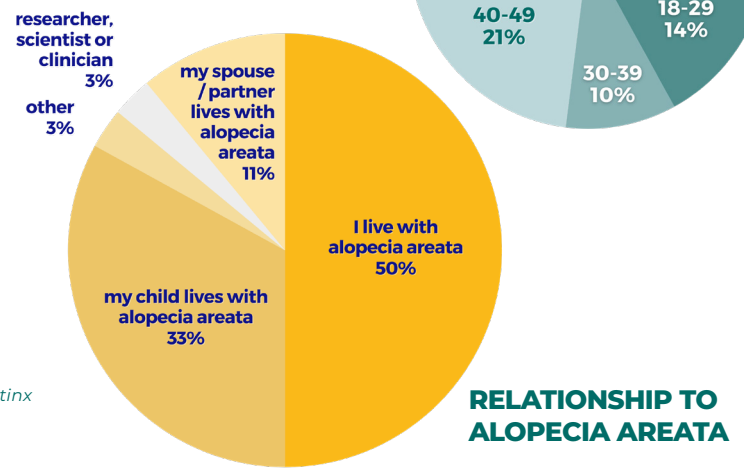 researcher,
scientist or
clinician
3%
other
3%
my spouse
/ partner
lives with
alopecia
areata
11%
I live with
alopecia areata
50%
my child lives with
alopecia areata
33%
40-49
21%
30-39
10%
18-29
14%
tinx
RELATIONSHIP TO
ALOPECIA AREATA